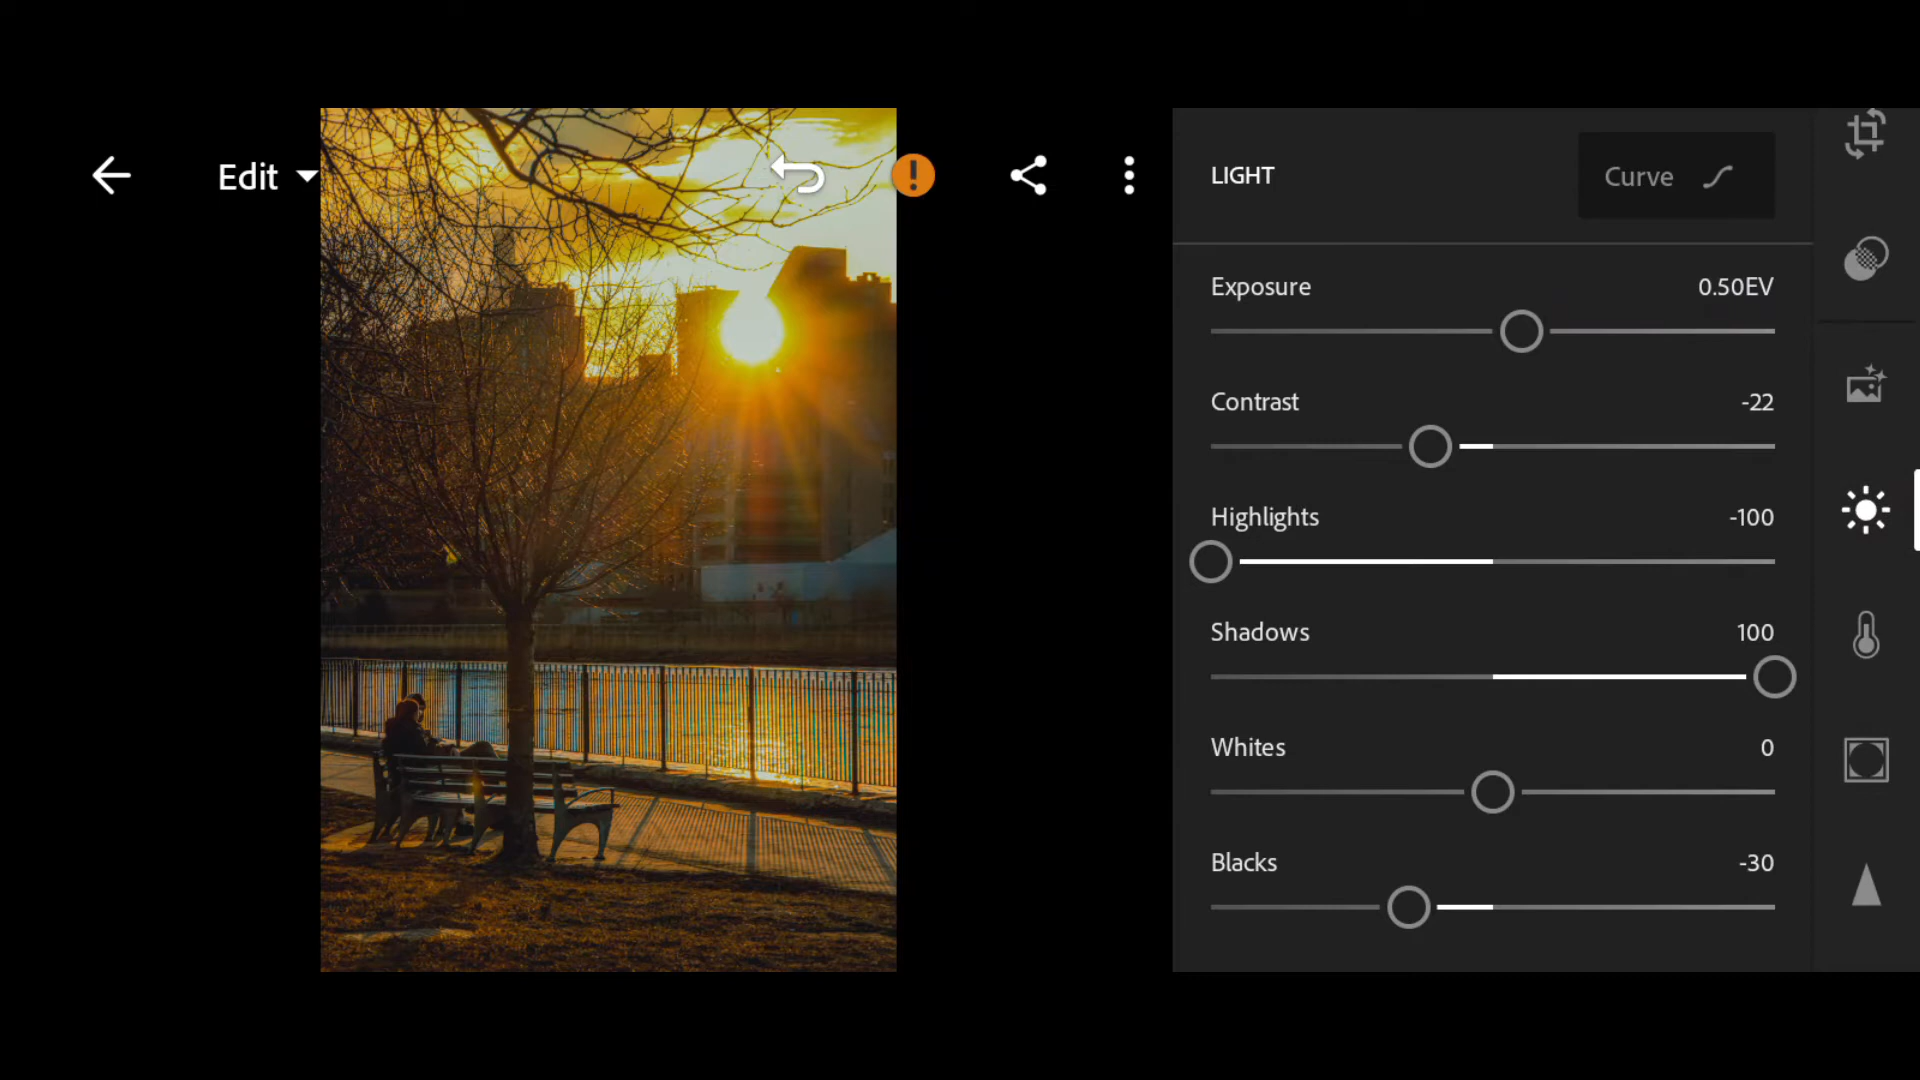 Edit
LIGHT
Curve
Exposure 0.50EV
Contrast -22
Highlights -100
Shadows 100
Whites 0
Blacks -30